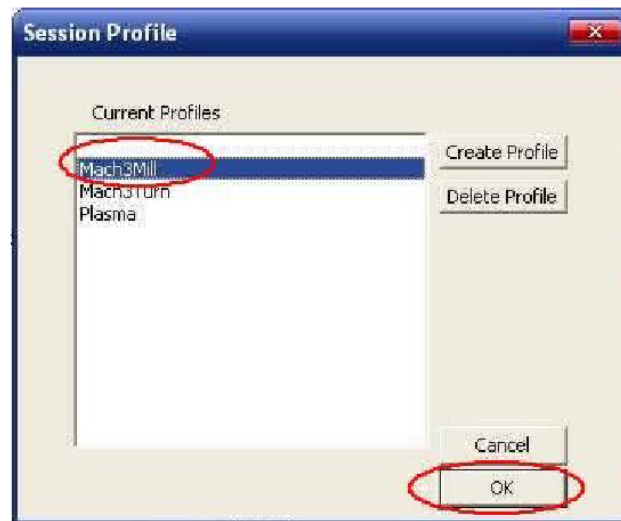 Session Profile
Current Profiles
Mach3Mill
Mach3Turn
Plasma
Create Profile
Delete Profile
Cancel
OK